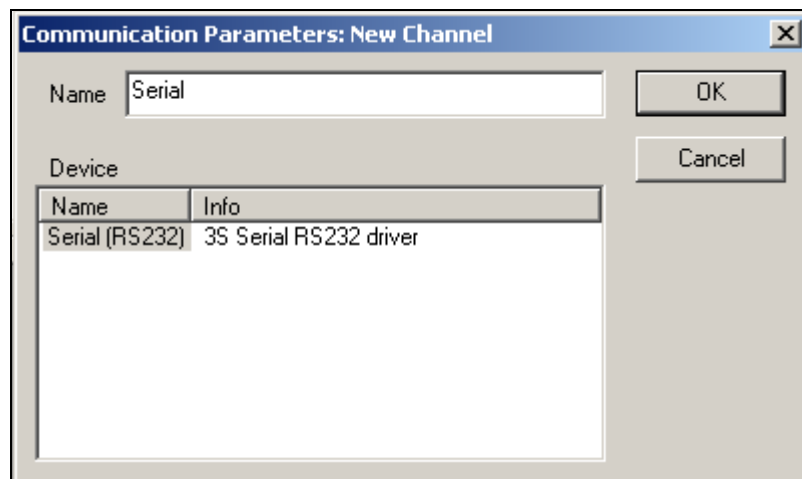 Communication Parameters: New Channel
Name Serial OK
Cancel
Device
Name Info
Serial (RS232) 3S Serial RS232 driver